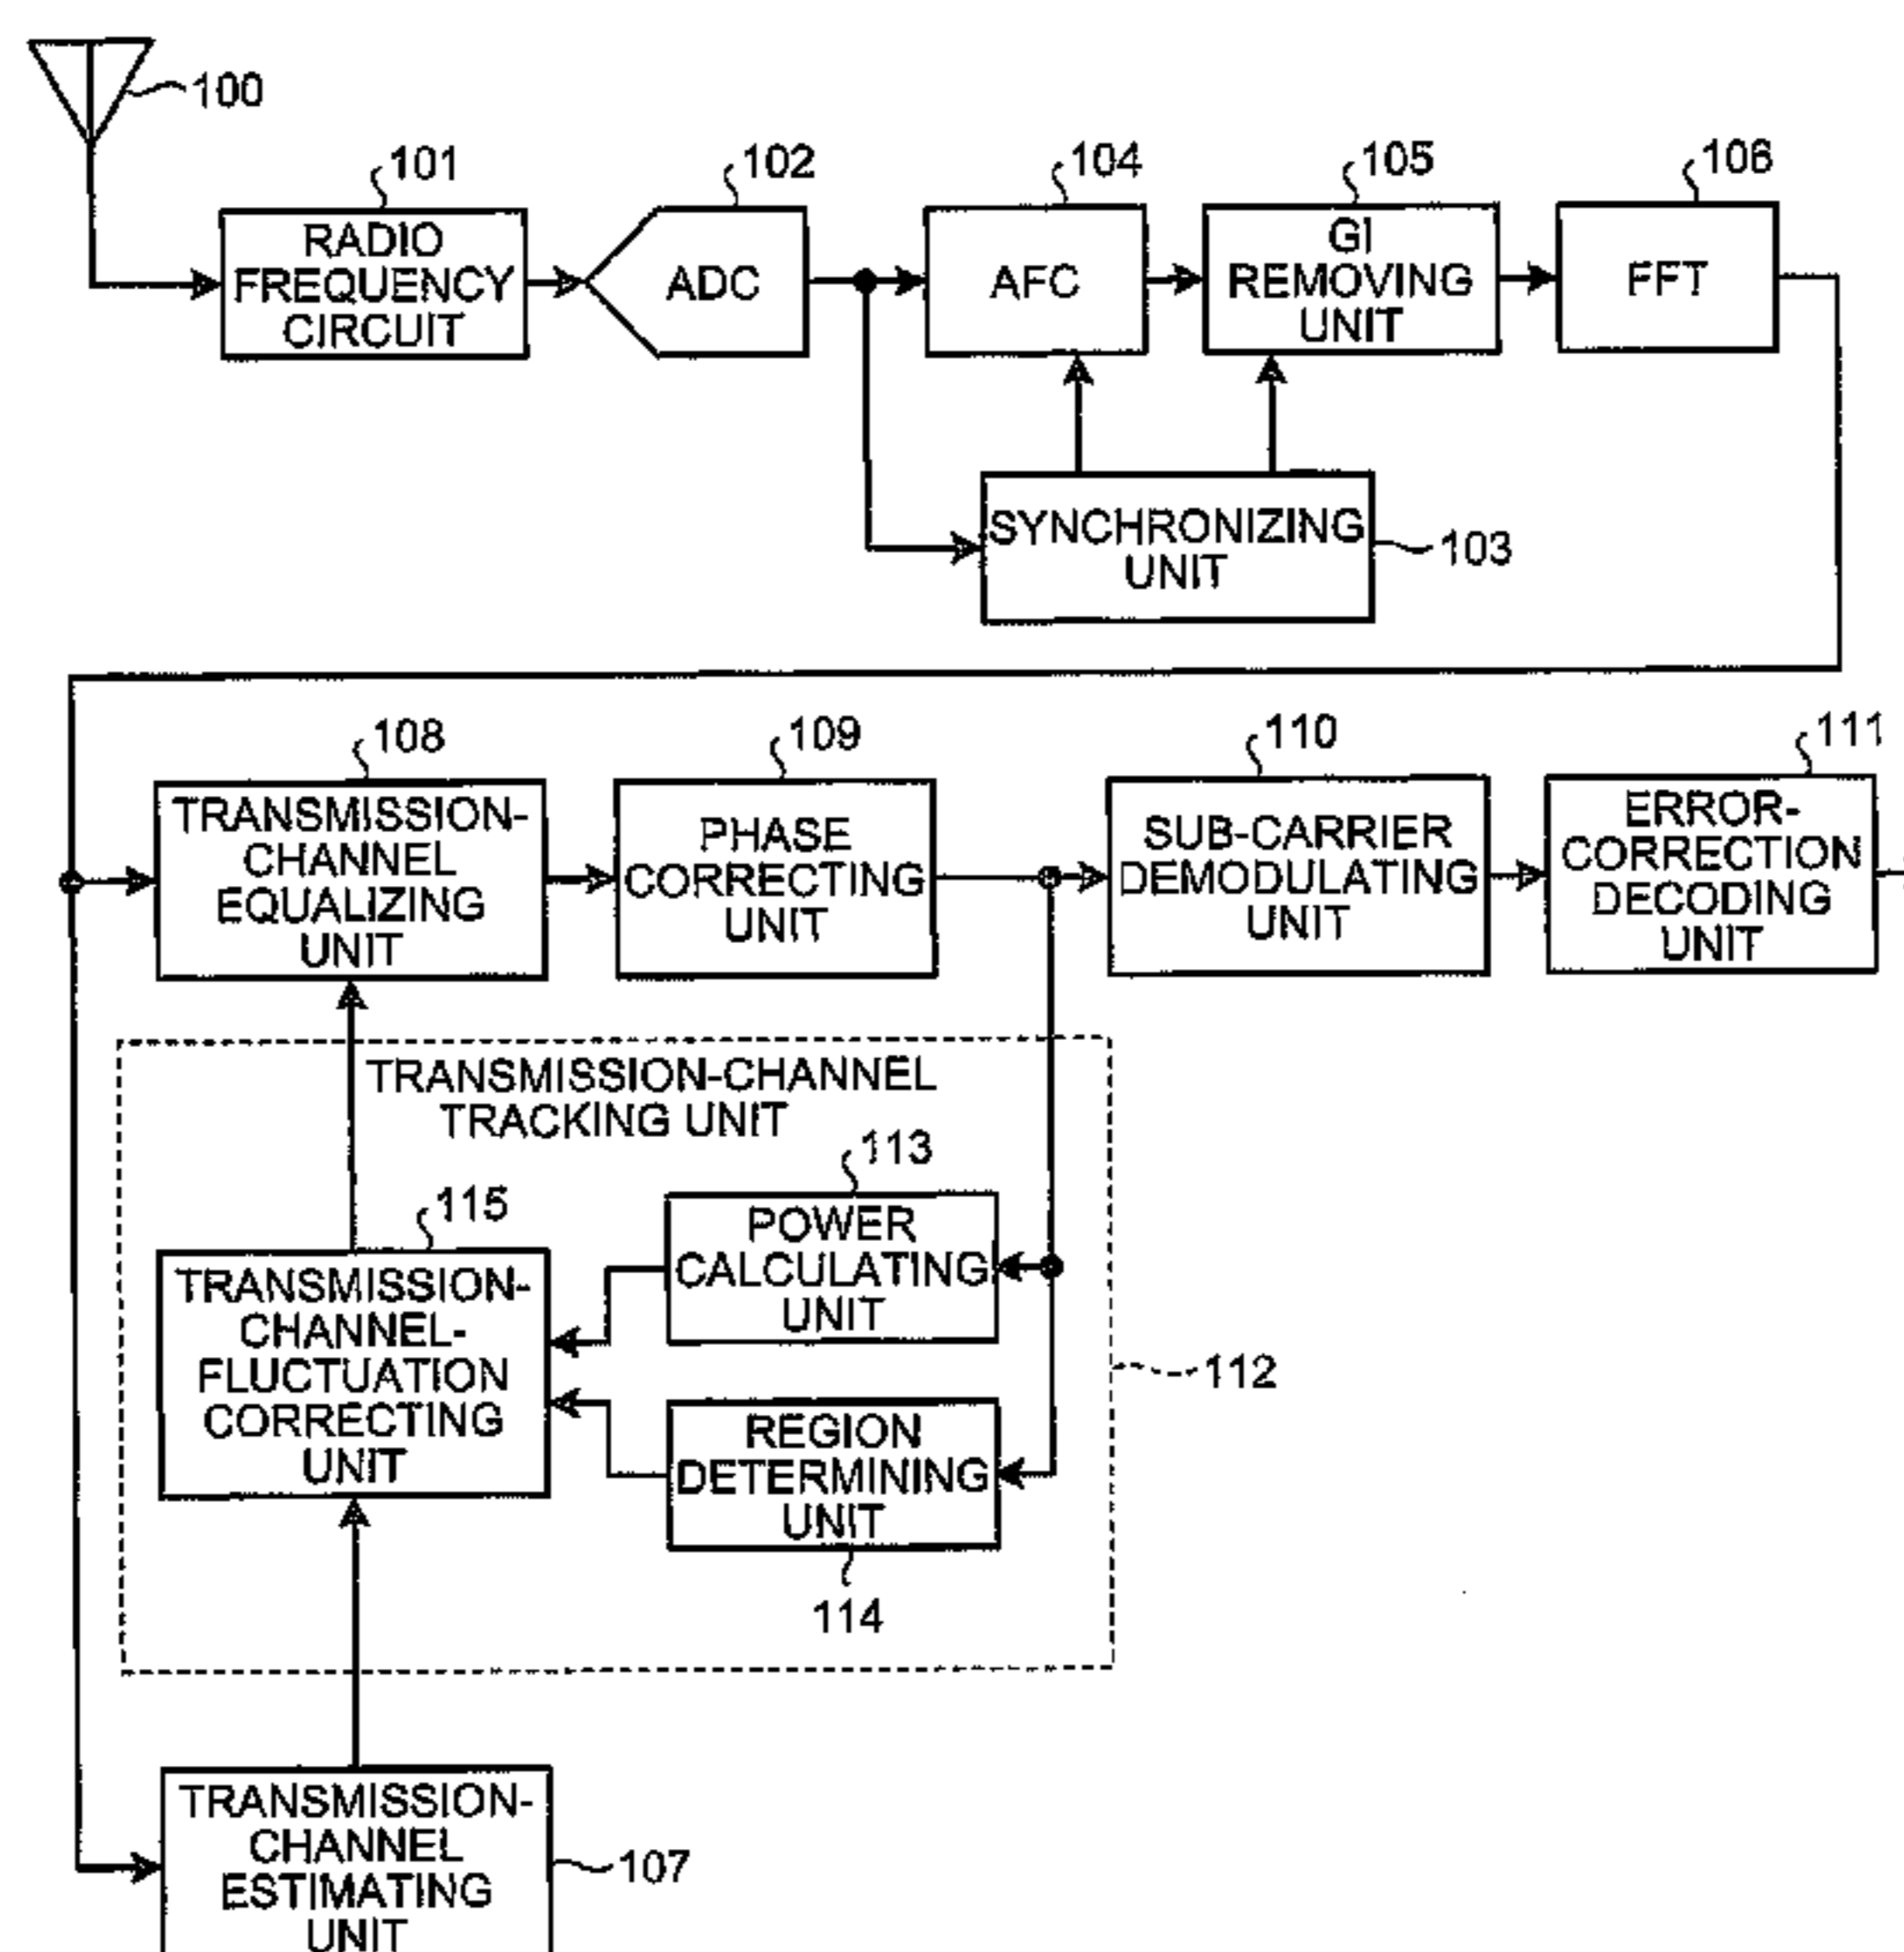 100
101
102
104
105
106
RADIO
FREQUENCY
CIRCUIT
ADC
AFC
GI
REMOVING
UNIT
FFT
SYNCHRONIZING
UNIT
103
108
109
110
111
TRANSMISSION-
CHANNEL
EQUALIZING
UNIT
PHASE
CORRECTING
UNIT
SUB-CARRIER
DEMODULATING
UNIT
ERROR-
CORRECTION
DECODING
UNIT
TRANSMISSION-CHANNEL
TRACKING UNIT
113
POWER
CALCULATING
UNIT
115
TRANSMISSION-
CHANNEL-
FLUCTUATION
CORRECTING
UNIT
112
REGION
DETERMINING
UNIT
114
TRANSMISSION-
CHANNEL
ESTIMATING
UNIT
107